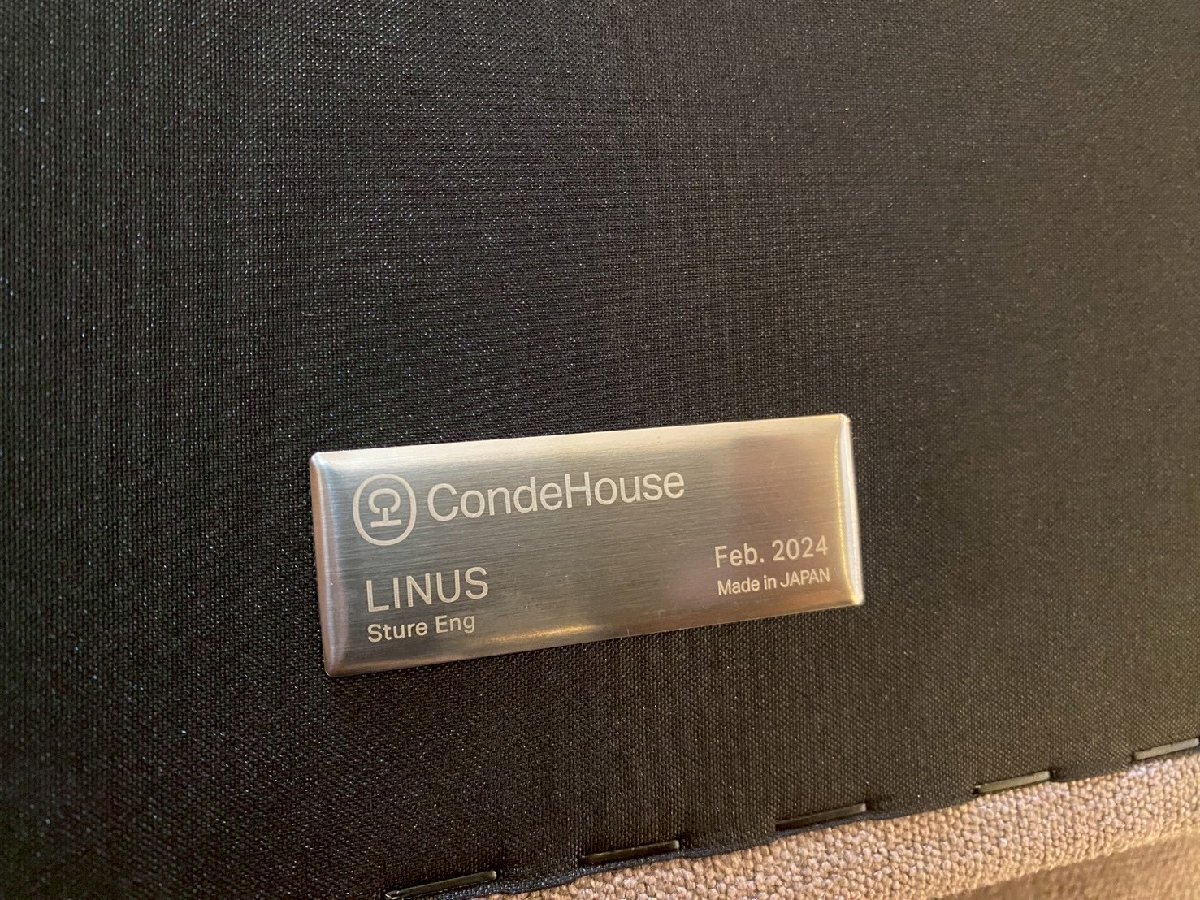 CondeHouse
LINUS
Sture Eng
Feb. 2024
Made in JAPAN